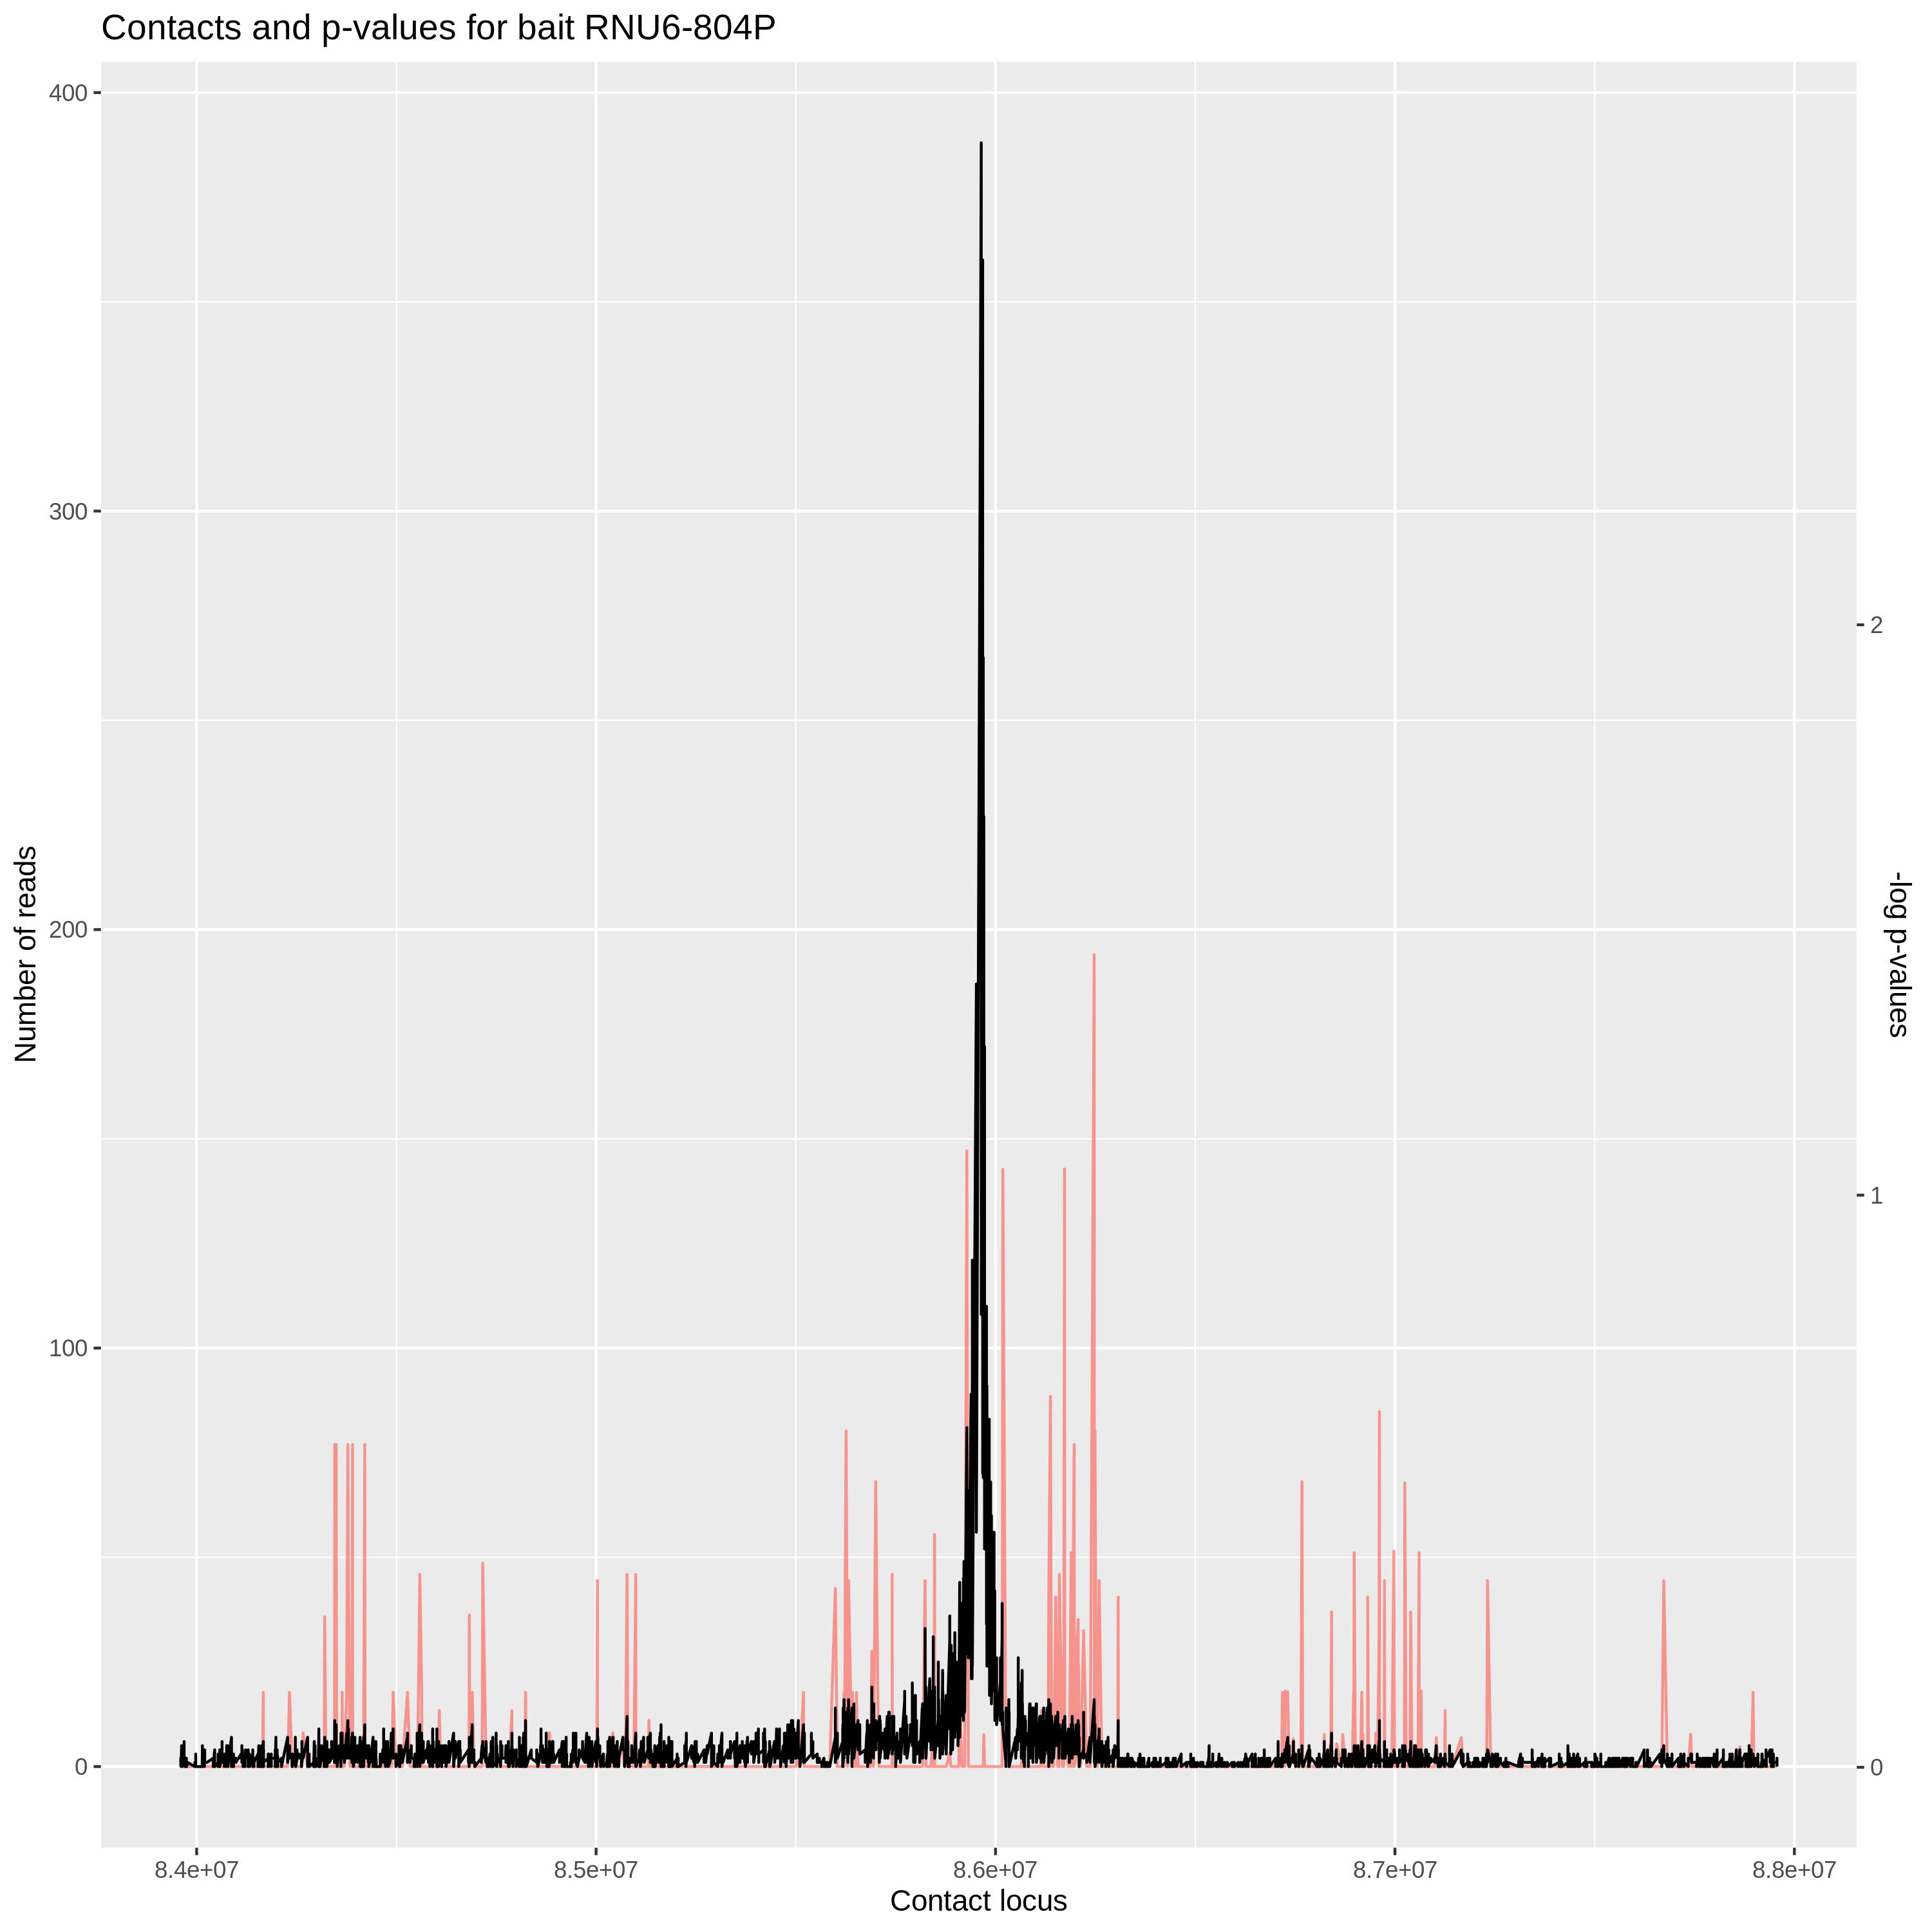 Contacts and p-values for bait RNU6-804P
400
300
200
100
0
Number of reads
2
1
0
-log p-values
8.4e+07
8.5e+07
8.6e+07
8.7e+07
8.8e+07
Contact locus